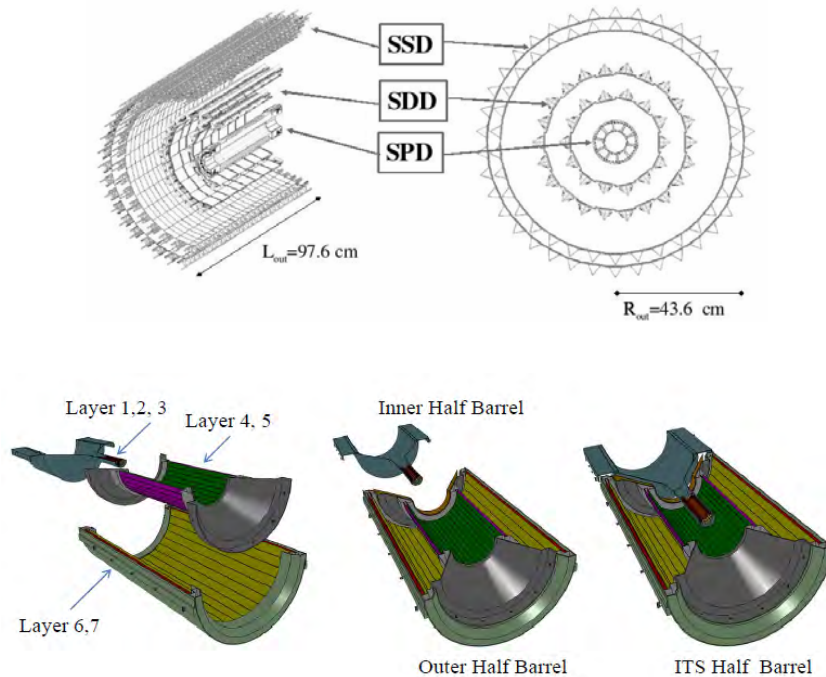 SSD
SDD
SPD
L_out=97.6 cm
R_out=43.6 cm
Layer 1,2, 3
Layer 4, 5
Inner Half Barrel
Layer 6,7
Outer Half Barrel
ITS Half Barrel